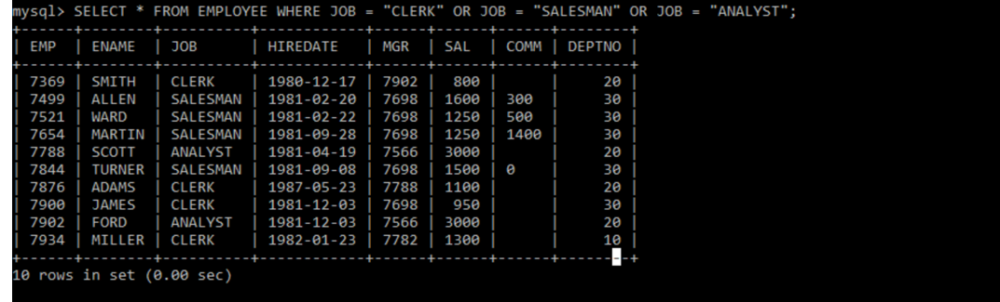 mysql> SELECT * FROM EMPLOYEE WHERE JOB = "CLERK" OR JOB = "SALESMAN" OR JOB = "ANALYST";
+------+--------+----------+------------+------+------+------+--------+
| EMP  | ENAME  | JOB      | HIREDATE   | MGR  | SAL  | COMM | DEPTNO |
+------+--------+----------+------------+------+------+------+--------+
| 7369 | SMITH  | CLERK    | 1980-12-17 | 7902 |  800 |      |     20 |
| 7499 | ALLEN  | SALESMAN | 1981-02-20 | 7698 | 1600 | 300  |     30 |
| 7521 | WARD   | SALESMAN | 1981-02-22 | 7698 | 1250 | 500  |     30 |
| 7654 | MARTIN | SALESMAN | 1981-09-28 | 7698 | 1250 | 1400 |     30 |
| 7788 | SCOTT  | ANALYST  | 1981-04-19 | 7566 | 3000 |      |     20 |
| 7844 | TURNER | SALESMAN | 1981-09-08 | 7698 | 1500 | 0    |     30 |
| 7876 | ADAMS  | CLERK    | 1987-05-23 | 7788 | 1100 |      |     20 |
| 7900 | JAMES  | CLERK    | 1981-12-03 | 7698 |  950 |      |     30 |
| 7902 | FORD   | ANALYST  | 1981-12-03 | 7566 | 3000 |      |     20 |
| 7934 | MILLER | CLERK    | 1982-01-23 | 7782 | 1300 |      |     10 |
+------+--------+----------+------------+------+------+------+--------+
10 rows in set (0.00 sec)